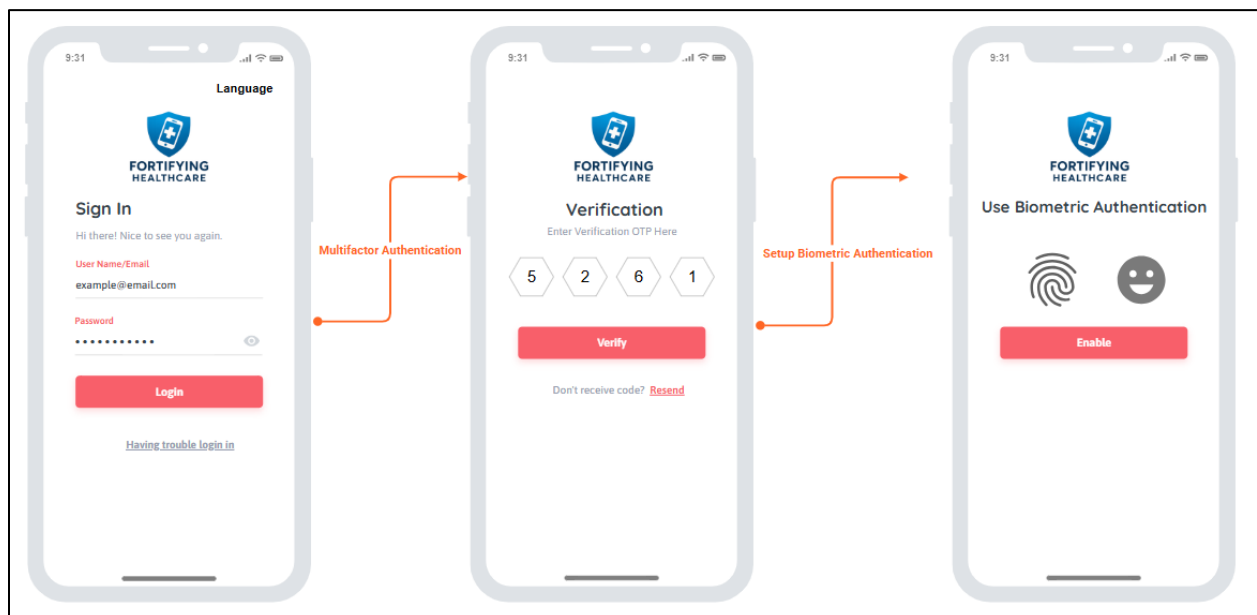 9:31
Language
FORTIFYING
HEALTHCARE
Sign In
Hi there! Nice to see you again.
User Name/Email
example@email.com
Password
Login
Having trouble login in
Multifactor Authentication
9:31
FORTIFYING
HEALTHCARE
Verification
Enter Verification OTP Here
5 2 6 1
Verify
Don't receive code? Resend
Setup Biometric Authentication
9:31
FORTIFYING
HEALTHCARE
Use Biometric Authentication
Enable